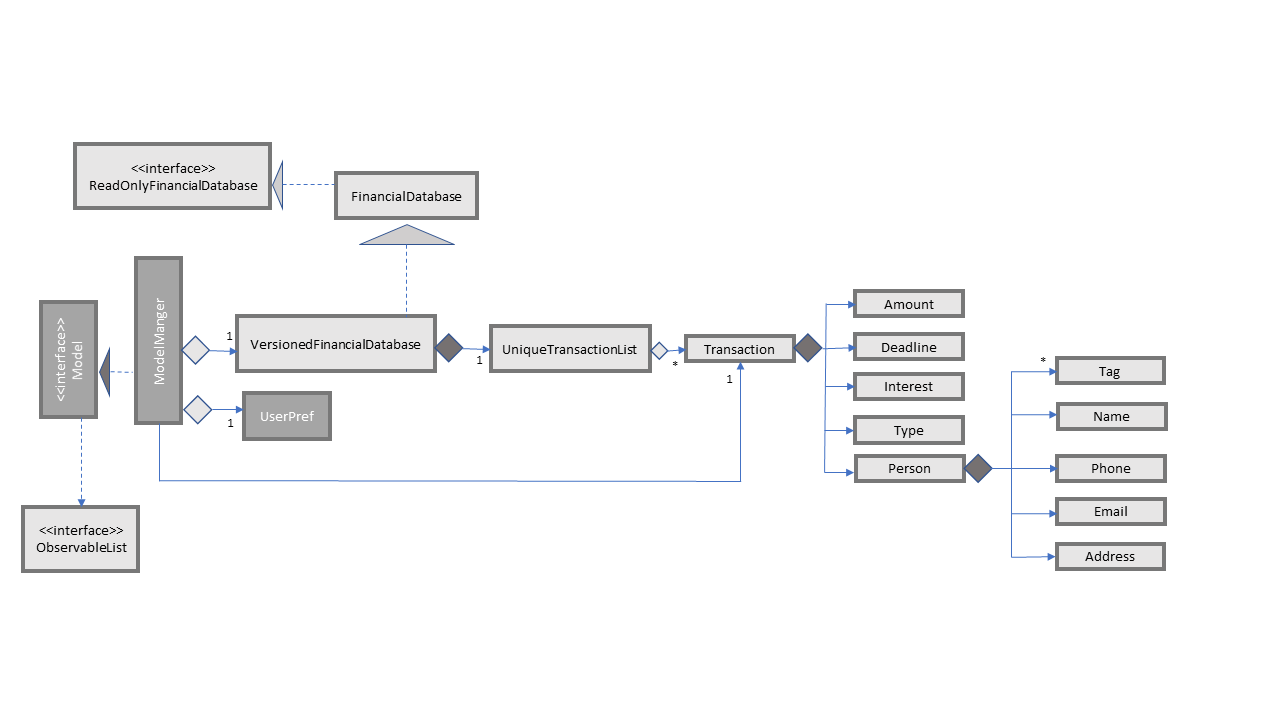 <<interface>>
ReadOnlyFinancialDatabase
FinancialDatabase
<<interface>>
Model
ModelManger
1
VersionedFinancialDatabase
1
UniqueTransactionList
*
Transaction
1
Amount
Deadline
Interest
Type
Person
*
Tag
Name
Phone
Email
Address
1
UserPref
<<interface>>
ObservableList